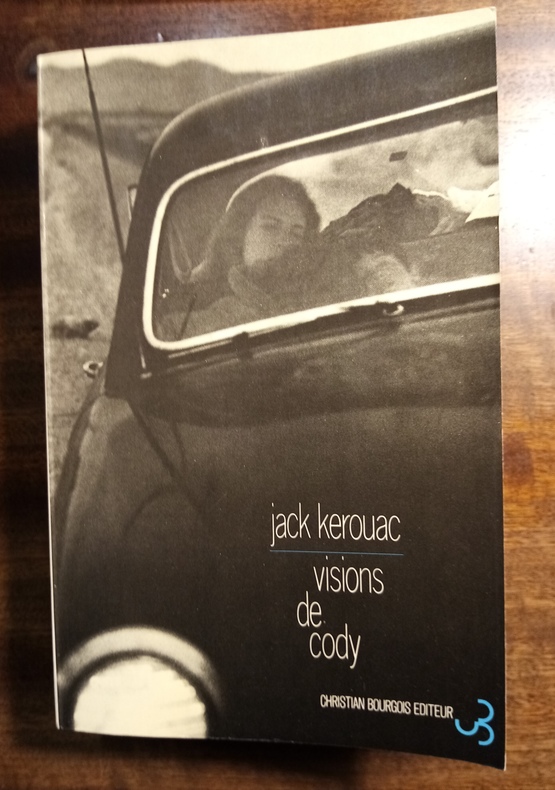 jack kerouac
visions
de
cody
CHRISTIAN BOURGOIS EDITEUR